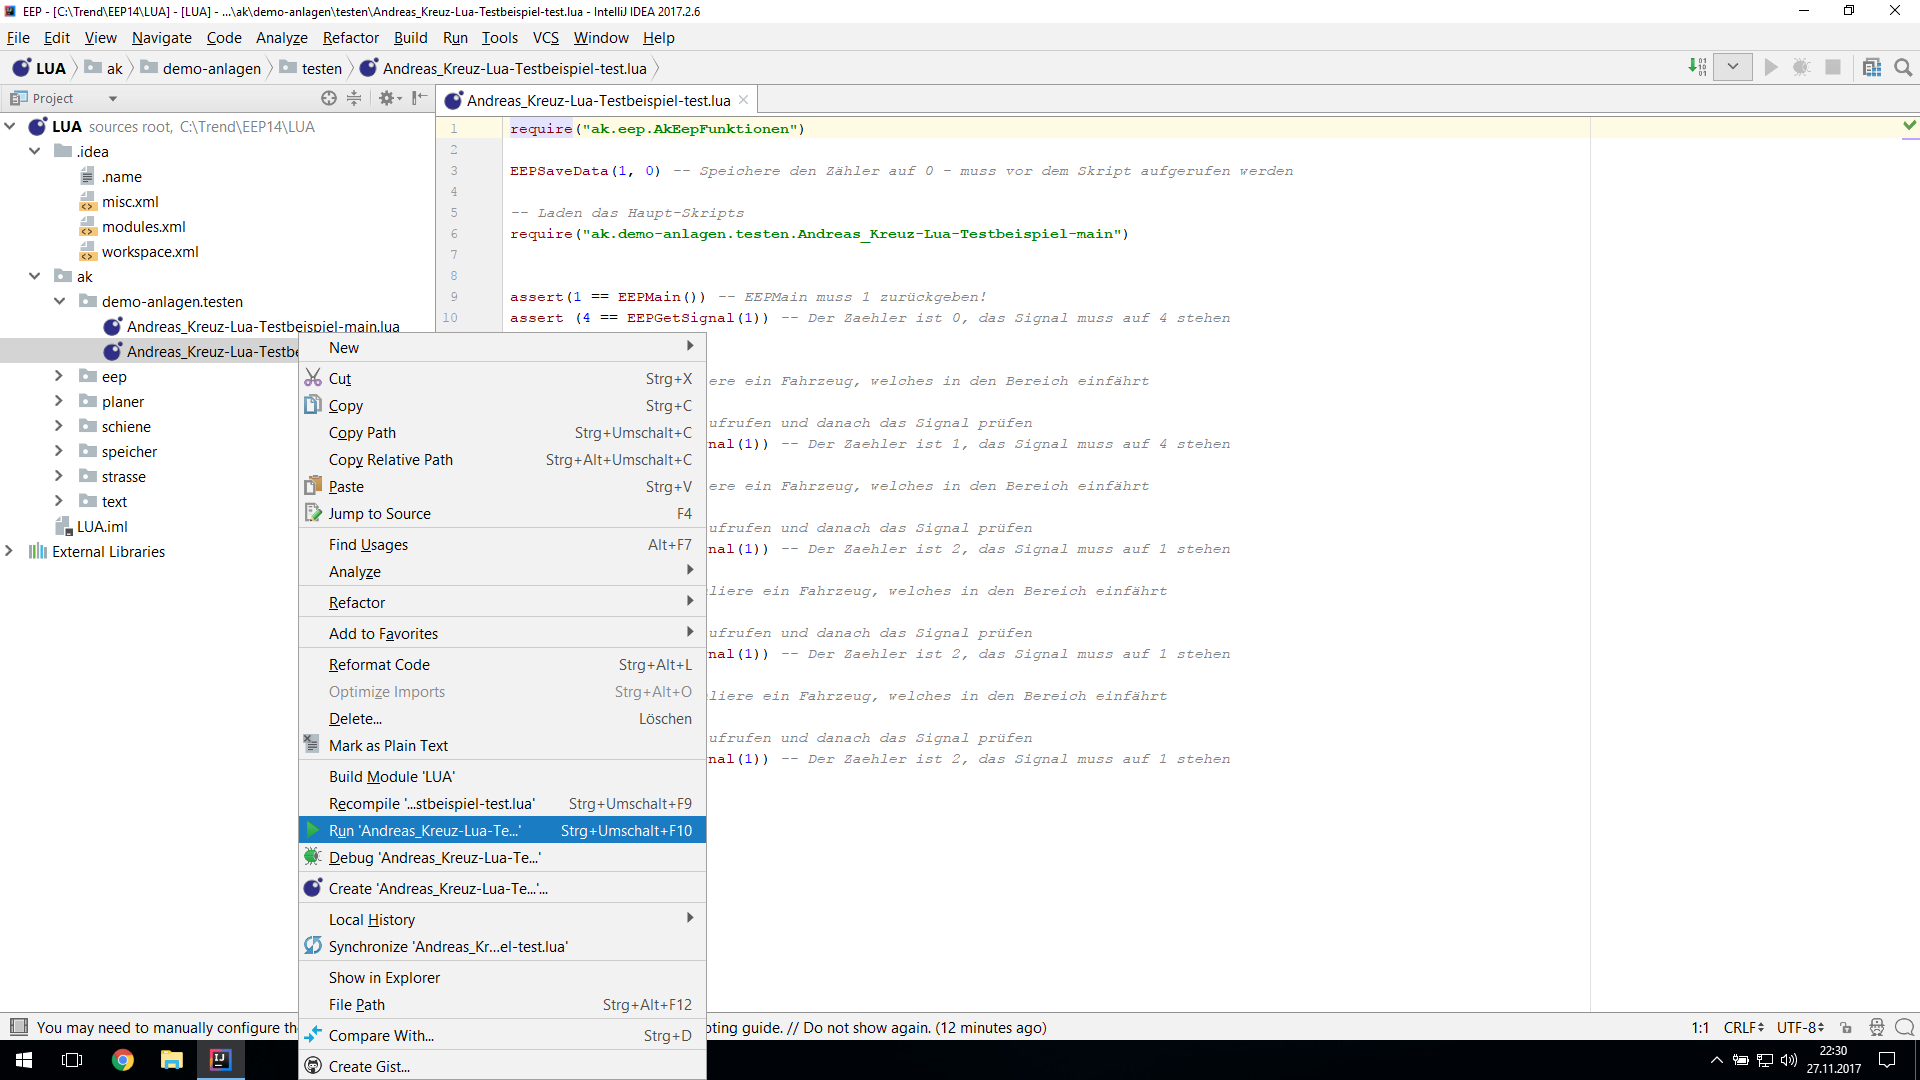 EEP - [C:\Trend\EEP14\LUA] - [LUA] - ...\ak\demo-anlagen\testen\Andreas_Kreuz-Lua-Testbeispiel-test.lua - IntelliJ IDEA 2017.2.6
File Edit View Navigate Code Analyze Refactor Build Run Tools VCS Window Help
LUA ak demo-anlagen testen Andreas_Kreuz-Lua-Testbeispiel-test.lua
Project
LUA sources root, C:\Trend\EEP14\LUA
.idea
.name
misc.xml
modules.xml
workspace.xml
ak
demo-anlagen.testen
Andreas_Kreuz-Lua-Testbeispiel-main.lua
Andreas_Kreuz-Lua-Testbe
eep
planer
schiene
speicher
strasse
text
LUA.iml
External Libraries
Andreas_Kreuz-Lua-Testbeispiel-test.lua
1 require("ak.eep.AkEepFunktionen")
2
3 EEPSaveData(1, 0) -- Speichere den Zähler auf 0 - muss vor dem Skript aufgerufen werden
4
5 -- Laden das Haupt-Skripts
6 require("ak.demo-anlagen.testen.Andreas_Kreuz-Lua-Testbeispiel-main")
7
8
9 assert(1 == EEPMain()) -- EEPMain muss 1 zurückgeben!
10 assert (4 == EEPGetSignal(1)) -- Der Zaehler ist 0, das Signal muss auf 4 stehen
ere ein Fahrzeug, welches in den Bereich einfährt
ufrufen und danach das Signal prüfen
nal(1)) -- Der Zaehler ist 1, das Signal muss auf 4 stehen
ere ein Fahrzeug, welches in den Bereich einfährt
ufrufen und danach das Signal prüfen
nal(1)) -- Der Zaehler ist 2, das Signal muss auf 1 stehen
liere ein Fahrzeug, welches in den Bereich einfährt
ufrufen und danach das Signal prüfen
nal(1)) -- Der Zaehler ist 2, das Signal muss auf 1 stehen
liere ein Fahrzeug, welches in den Bereich einfährt
ufrufen und danach das Signal prüfen
nal(1)) -- Der Zaehler ist 2, das Signal muss auf 1 stehen
New
Cut Strg+X
Copy Strg+C
Copy Path Strg+Umschalt+C
Copy Relative Path Strg+Alt+Umschalt+C
Paste Strg+V
Jump to Source F4
Find Usages Alt+F7
Analyze
Refactor
Add to Favorites
Reformat Code Strg+Alt+L
Optimize Imports Strg+Alt+O
Delete... Löschen
Mark as Plain Text
Build Module 'LUA'
Recompile '...stbeispiel-test.lua' Strg+Umschalt+F9
Run 'Andreas_Kreuz-Lua-Te...' Strg+Umschalt+F10
Debug 'Andreas_Kreuz-Lua-Te...'
Create 'Andreas_Kreuz-Lua-Te...'...
Local History
Synchronize 'Andreas_Kr...el-test.lua'
Show in Explorer
File Path Strg+Alt+F12
Compare With... Strg+D
Create Gist...
You may need to manually configure th
oting guide. // Do not show again. (12 minutes ago)
1:1 CRLF UTF-8
22:30
27.11.2017